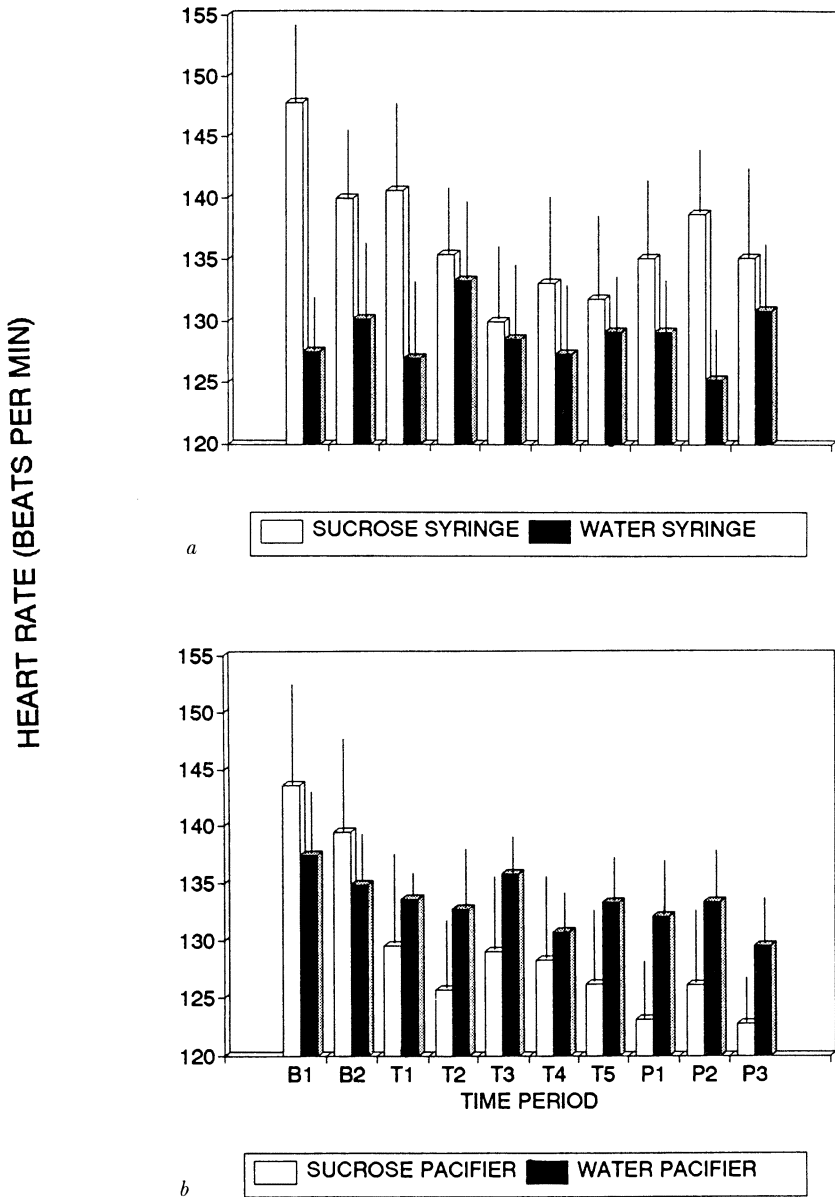 HEART RATE (BEATS PER MIN)
155
150
145
140
135
130
125
120
a
SUCROSE SYRINGE WATER SYRINGE
155
150
145
140
135
130
125
120
B1 B2 T1 T2 T3 T4 T5 P1 P2 P3
TIME PERIOD
b
SUCROSE PACIFIER WATER PACIFIER